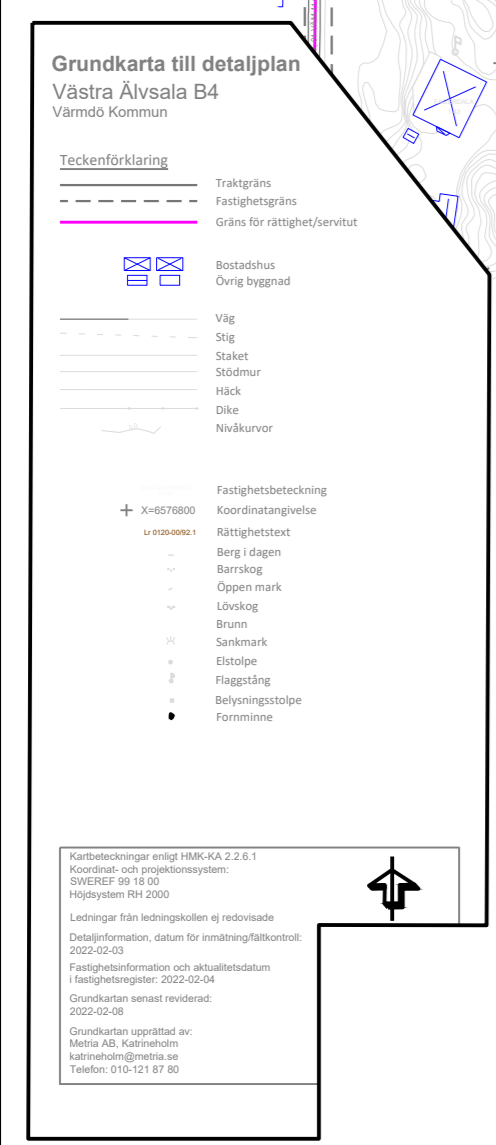 Grundkarta till detaljplan
Västra Älvsala B4
Värmdö Kommun
Teckenförklaring
Traktgräns
Fastighetsgräns
Gräns för rättighet/servitut
Bostadshus
Övrig byggnad
Väg
Stig
Staket
Stödmur
Häck
Dike
Nivåkurvor
Fastighetsbeteckning
X=6576800 Koordinatangivelse
Lr 0120-00/92.1 Rättighetstext
Berg i dagen
Barrskog
Öppen mark
Lövskog
Brunn
Sankmark
Elstolpe
Flaggstång
Belysningsstolpe
Fornminne
Kartbeteckningar enligt HMK-KA 2.2.6.1
Koordinat- och projektionssystem:
SWEREF 99 18 00
Höjdsystem RH 2000
Ledningar från ledningskollen ej redovisade
Detaljinformation, datum för inmätning/fältkontroll:
2022-02-03
Fastighetsinformation och aktualitetsdatum
i fastighetsregister: 2022-02-04
Grundkartan senast reviderad:
2022-02-08
Grundkartan upprättad av:
Metria AB, Katrineholm
katrineholm@metria.se
Telefon: 010-121 87 80